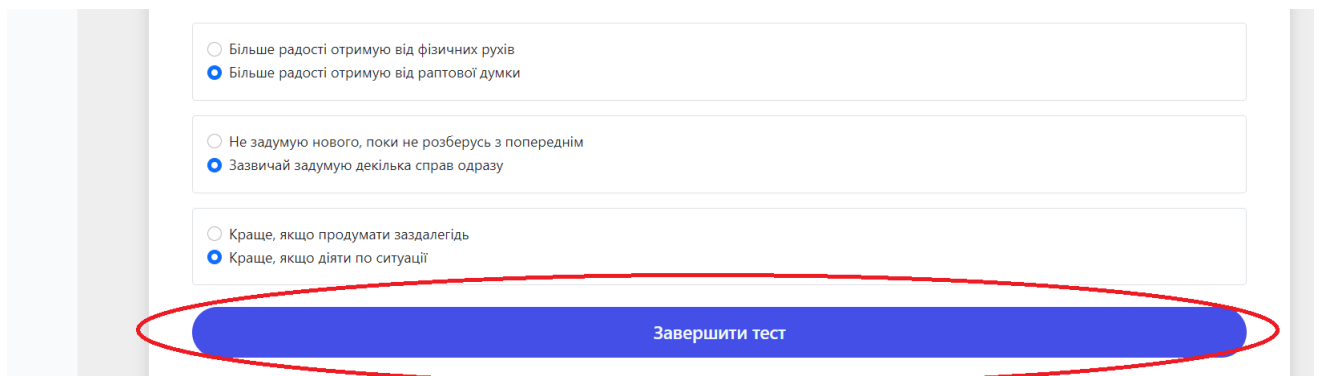 Більше радості отримую від фізичних рухів
Більше радості отримую від раптової думки
Не задумую нового, поки не розберусь з попереднім
Зазвичай задумую декілька справ одразу
Краще, якщо продумати заздалегідь
Краще, якщо діяти по ситуації
Завершити тест